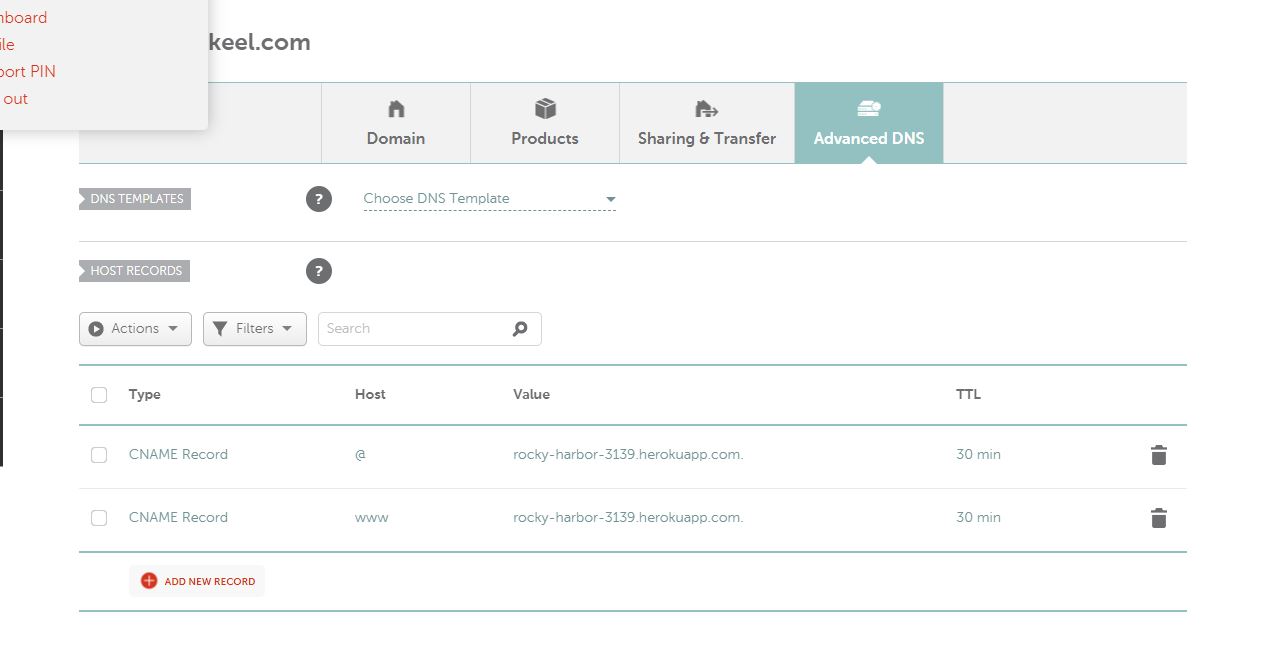 nboard
ile
port PIN
out
keel.com
Domain
Products
Sharing & Transfer
Advanced DNS
DNS TEMPLATES
?
Choose DNS Template
HOST RECORDS
?
Actions
Filters
Search
Type Host Value TTL
CNAME Record @ rocky-harbor-3139.herokuapp.com. 30 min
CNAME Record www rocky-harbor-3139.herokuapp.com. 30 min
ADD NEW RECORD